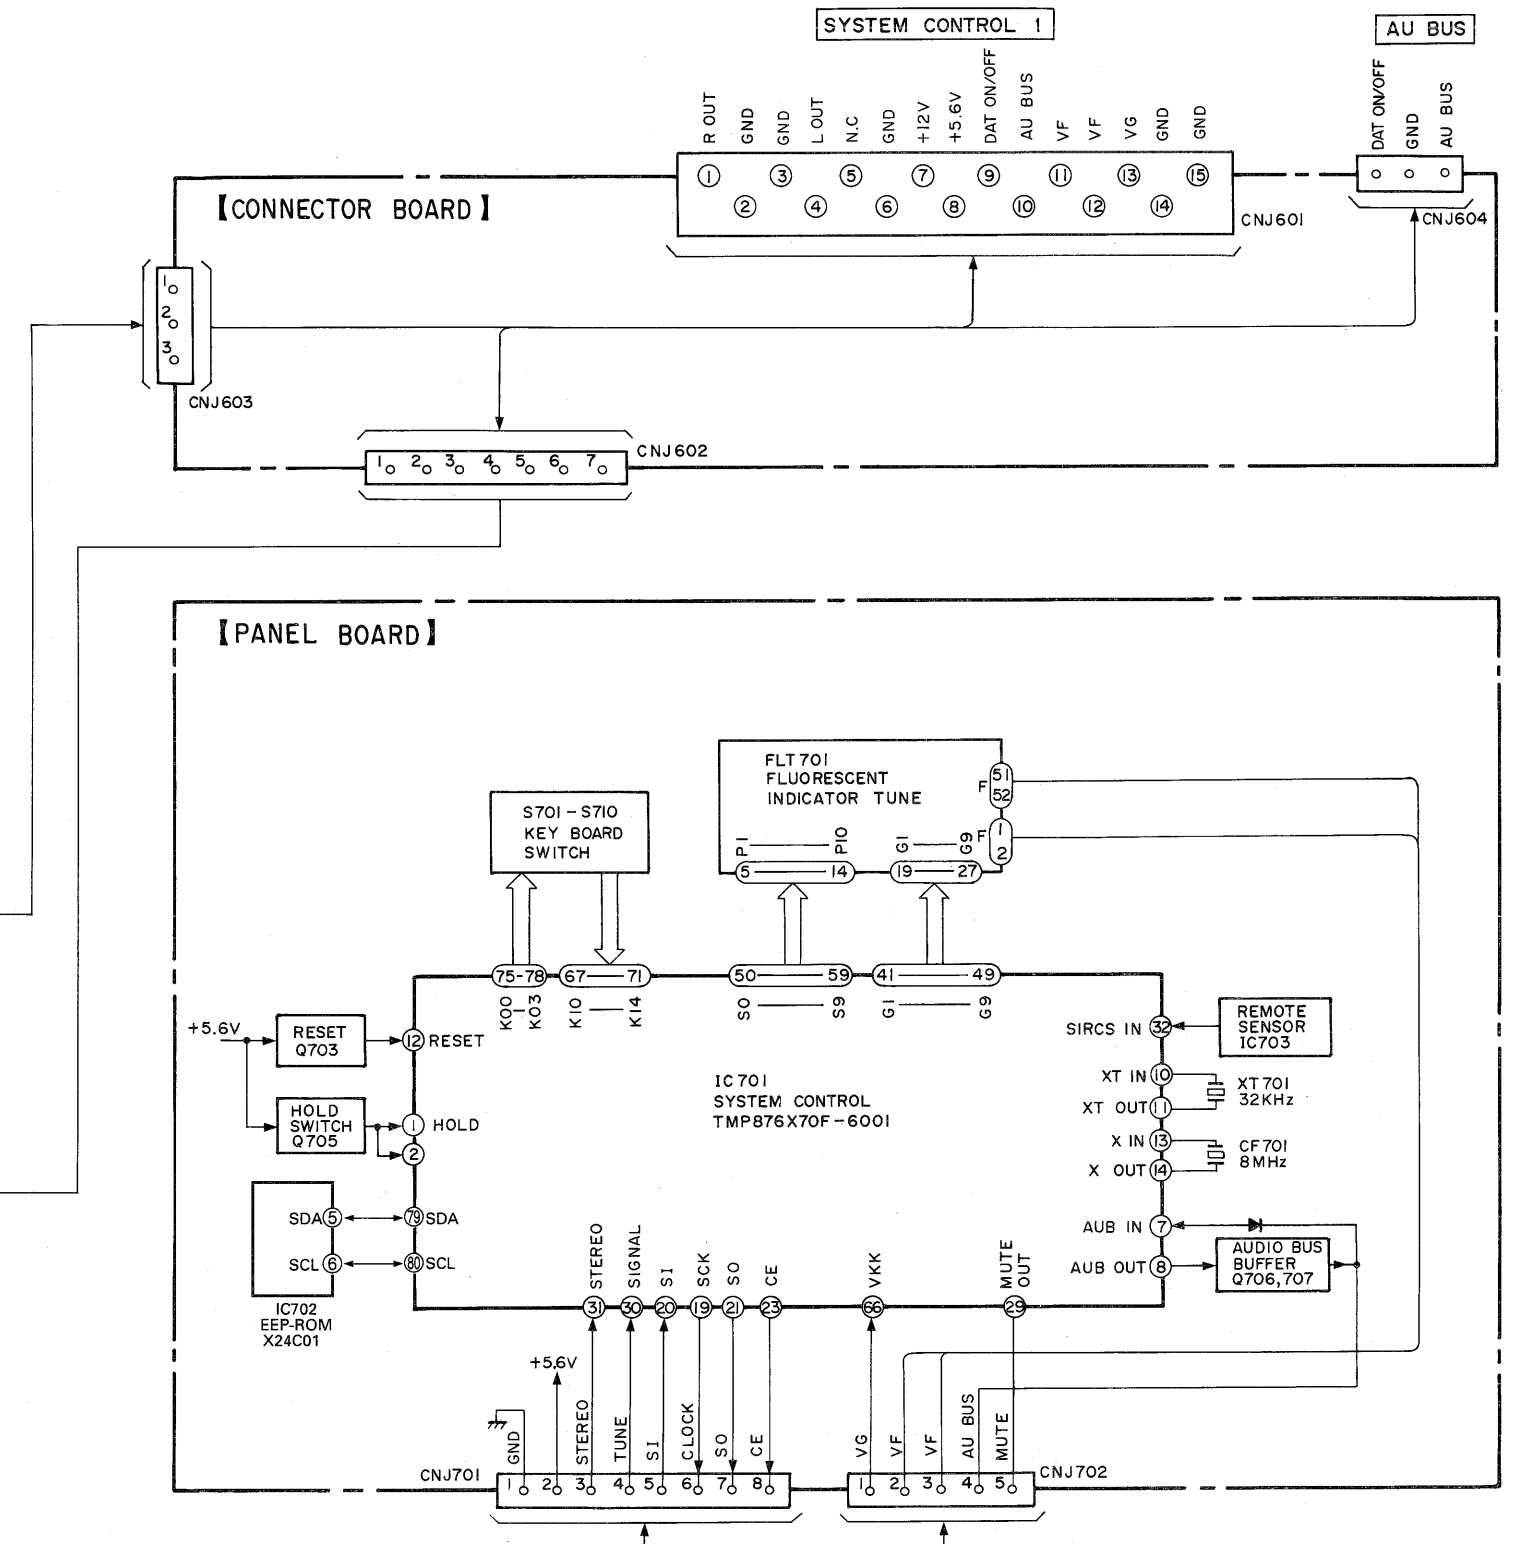 SYSTEM CONTROL 1
AU BUS
R OUT
GND
GND
L OUT
N.C
GND
+12V
+5.6V
DAT ON/OFF
AU BUS
VF
VF
VG
GND
GND
DAT ON/OFF
GND
AU BUS
1 3 5 7 9 11 13 15
2 4 6 8 10 12 14
【CONNECTOR BOARD】
CNJ601
CNJ604
1
2
3
CNJ603
CNJ602
1 2 3 4 5 6 7
【PANEL BOARD】
FLT701
FLUORESCENT
INDICATOR TUNE
F 51
52
F 1
2
P1 P10 G1 G9
5 14 19 27
S701-S710
KEY BOARD
SWITCH
75-78 67 71 50 59 41 49
K00
K03
K10
K14
S0
S9
G1
G9
+5.6V
RESET
Q703
12 RESET
HOLD
SWITCH
Q705
1 HOLD
2
IC701
SYSTEM CONTROL
TMP876X70F-6001
SIRCS IN 32
REMOTE
SENSOR
IC703
XT IN 10
XT OUT 11
XT701
32KHz
X IN 13
X OUT 14
CF701
8MHz
AUB IN 7
AUB OUT 8
AUDIO BUS
BUFFER
Q706,707
SDA 5
79 SDA
SCL 6
80 SCL
IC702
EEP-ROM
X24C01
STEREO
SIGNAL
SI
SCK
SO
CE
VKK
MUTE
OUT
31 30 20 19 21 23 66 29
+5.6V
GND
STEREO
TUNE
SI
CLOCK
SO
CE
VG
VF
VF
AU BUS
MUTE
CNJ701
1 2 3 4 5 6 7 8
1 2 3 4 5
CNJ702